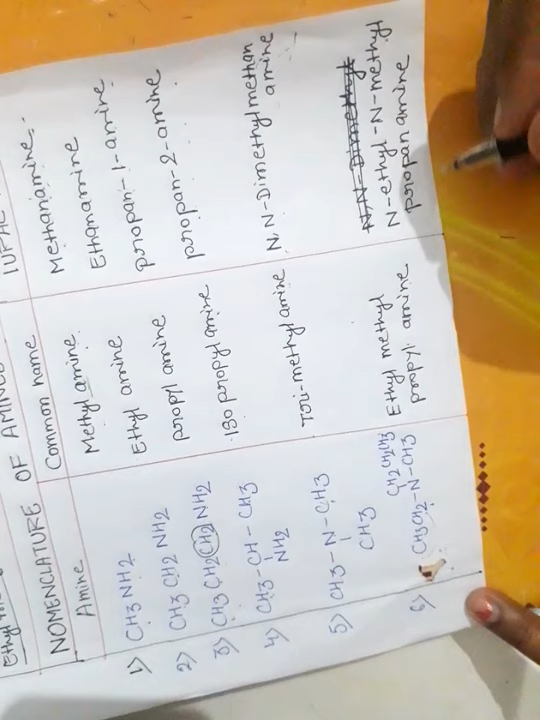 NOMENCLATURE OF AMINES
Amine Common name IUPAC
1) CH3NH2 Methyl amine Methanamine.
2) CH3 CH2 NH2 Ethyl amine Ethanamine
3) CH3 CH2 CH2 NH2 propyl amine propan-1-amine
4) CH3-CH-CH3 iso propyl amine propan-2-amine
NH2
5) CH3-N-CH3 Tri-methyl amine N,N-Dimethylmethan
CH3 amine
CH2CH2CH3 N,N-Dimethyl
6) CH3CH2-N-CH3 Ethyl methyl N-ethyl-N-methyl
propyl amine propan amine